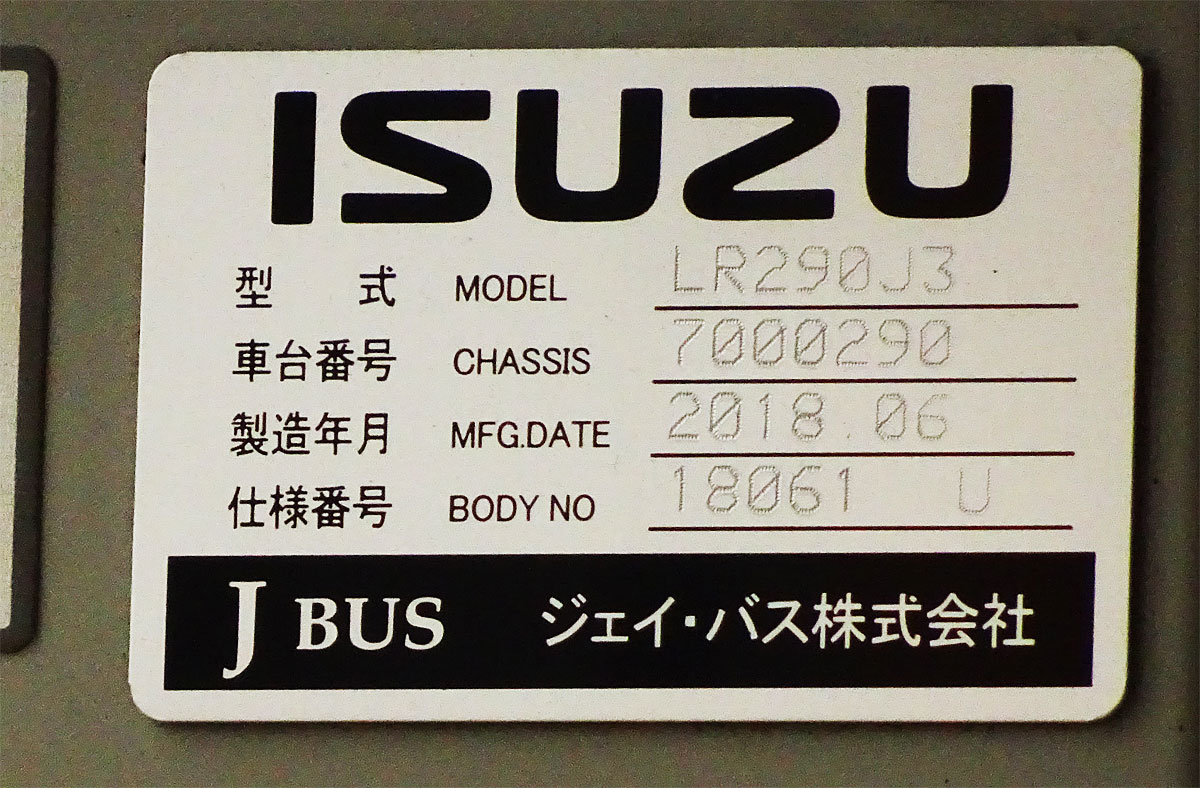 ISUZU
型 式 MODEL LR290J3
車台番号 CHASSIS 7000290
製造年月 MFG.DATE 2018.06
仕様番号 BODY NO 18061 U
J BUS ジェイ・バス株式会社